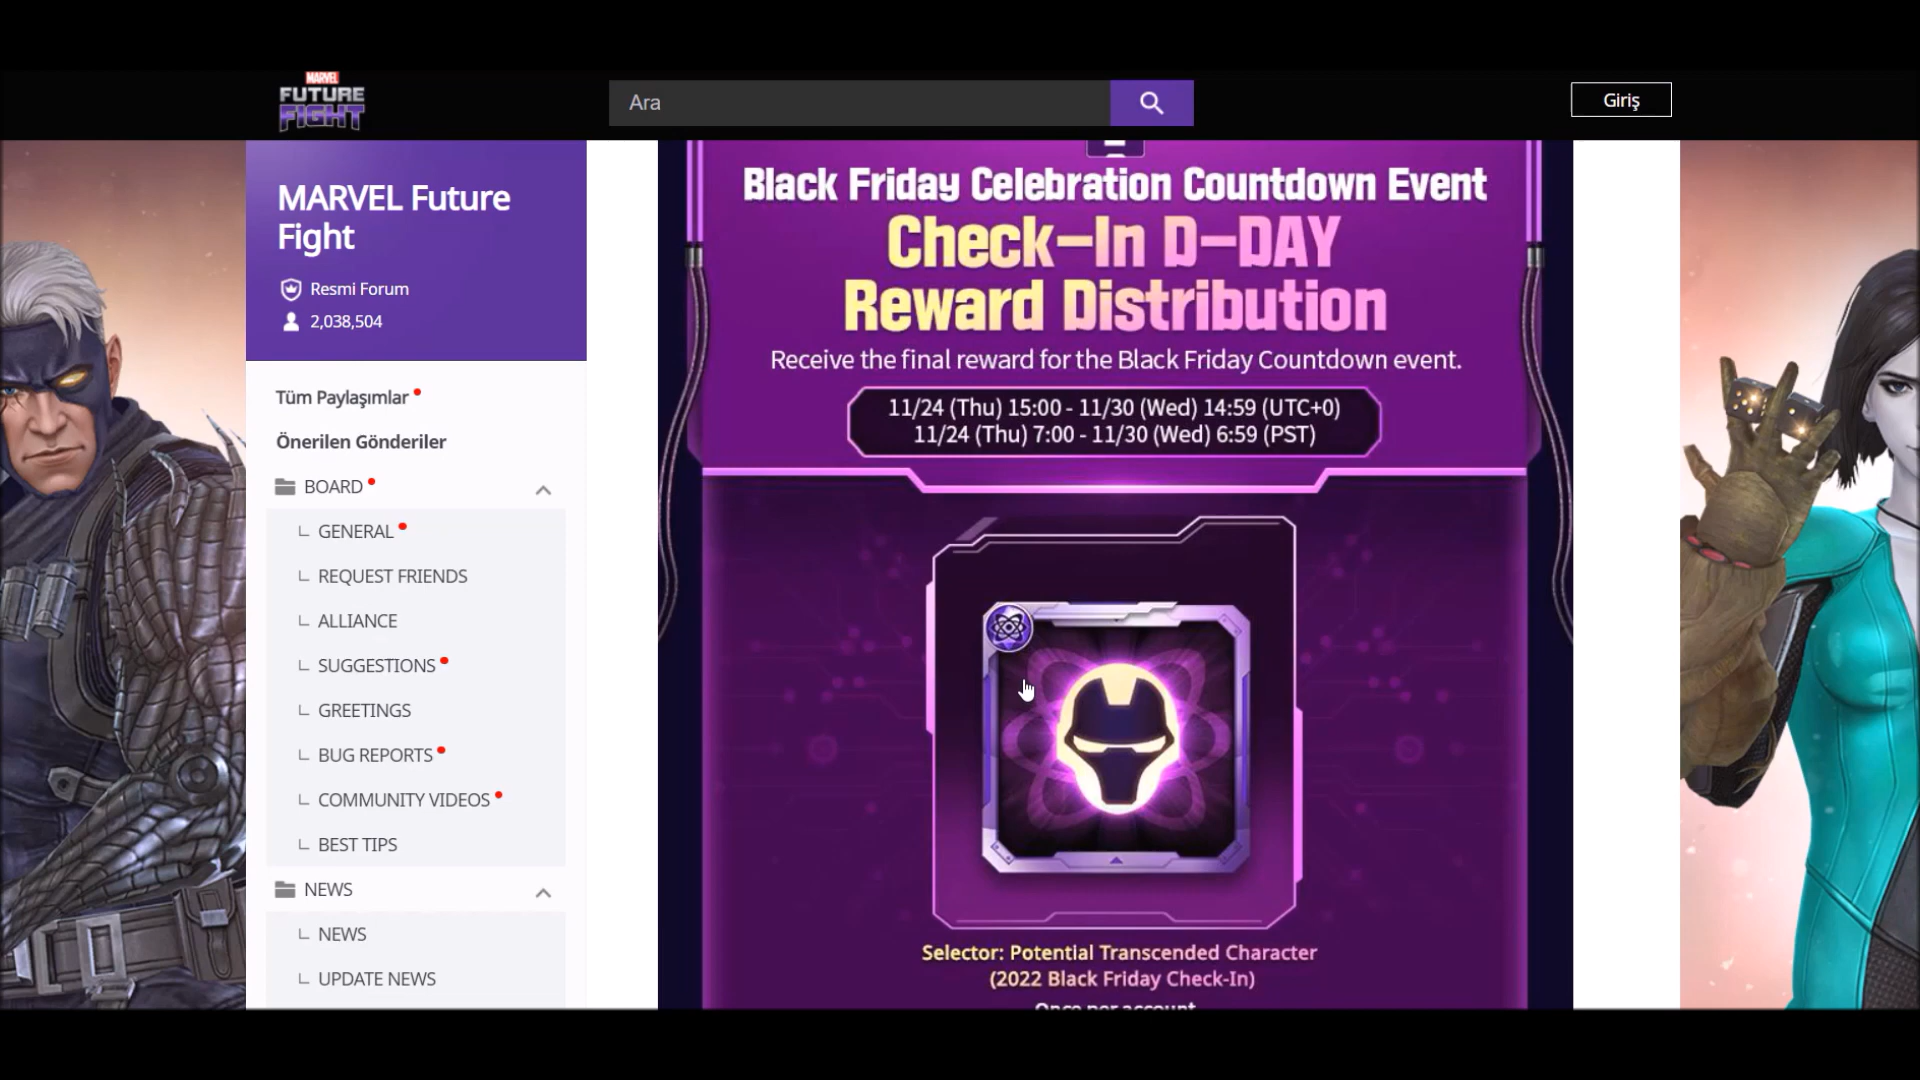 MARVEL
FUTURE
FIGHT
Ara
Giriş
MARVEL Future
Fight
Resmi Forum
2,038,504
Tüm Paylaşımlar
Önerilen Gönderiler
BOARD
GENERAL
REQUEST FRIENDS
ALLIANCE
SUGGESTIONS
GREETINGS
BUG REPORTS
COMMUNITY VIDEOS
BEST TIPS
NEWS
NEWS
UPDATE NEWS
Black Friday Celebration Countdown Event
Check-In D-DAY
Reward Distribution
Receive the final reward for the Black Friday Countdown event.
11/24 (Thu) 15:00 - 11/30 (Wed) 14:59 (UTC+0)
11/24 (Thu) 7:00 - 11/30 (Wed) 6:59 (PST)
Selector: Potential Transcended Character
(2022 Black Friday Check-In)
Once per account